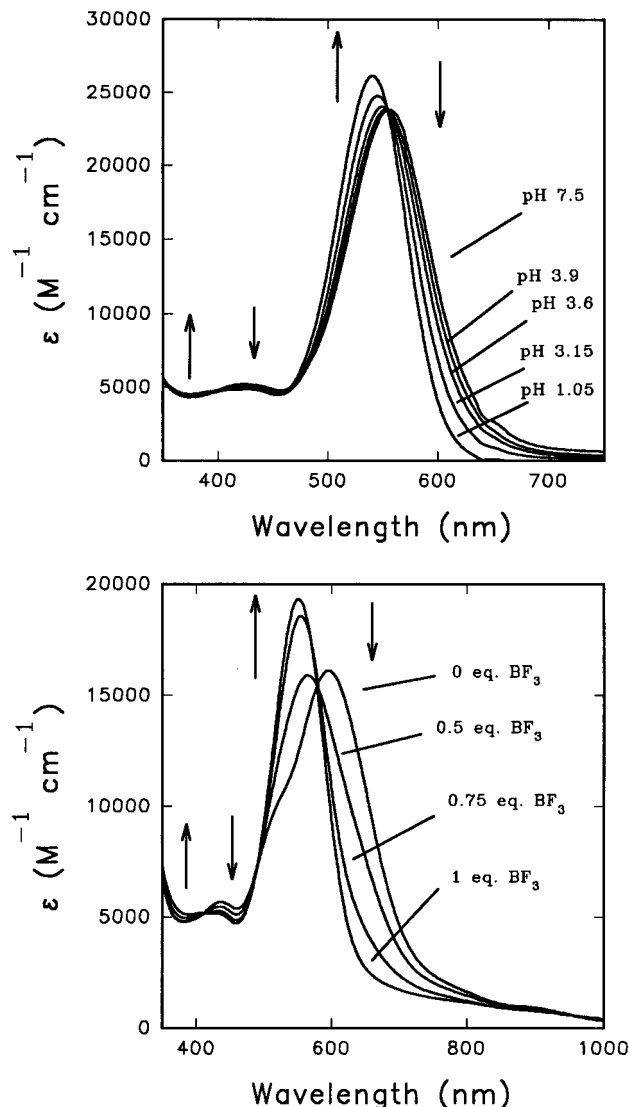 30000
25000
20000
15000
10000
5000
0
ε (M⁻¹ cm⁻¹)
pH 7.5
pH 3.9
pH 3.6
pH 3.15
pH 1.05
400 500 600 700
Wavelength (nm)
20000
15000
10000
5000
0
ε (M⁻¹ cm⁻¹)
0 eq. BF₃
0.5 eq. BF₃
0.75 eq. BF₃
1 eq. BF₃
400 600 800 1000
Wavelength (nm)